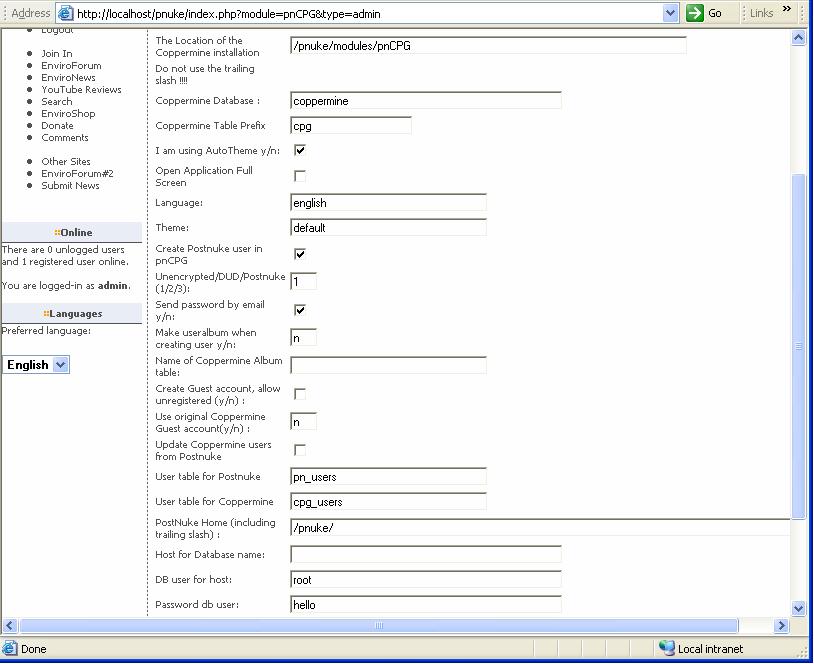 Address http://localhost/pnuke/index.php?module=pnCPG&type=admin Go Links »
Logout
Join In
EnviroForum
EnviroNews
YouTube Reviews
Search
EnviroShop
Donate
Comments
Other Sites
EnviroForum#2
Submit News
Online
There are 0 unlogged users
and 1 registered user online.
You are logged-in as admin.
Languages
Preferred language:
English
The Location of the
Coppermine installation
/pnuke/modules/pnCPG
Do not use the trailing
slash !!!!
Coppermine Database : coppermine
Coppermine Table Prefix cpg
I am using AutoTheme y/n:
Open Application Full
Screen
Language: english
Theme: default
Create Postnuke user in
pnCPG
Unencrypted/DUD/Postnuke
(1/2/3): 1
Send password by email
y/n:
Make useralbum when
creating user y/n: n
Name of Coppermine Album
table:
Create Guest account, allow
unregistered (y/n) :
Use original Coppermine
Guest account(y/n) : n
Update Coppermine users
from Postnuke
User table for Postnuke pn_users
User table for Coppermine cpg_users
PostNuke Home (including
trailing slash) : /pnuke/
Host for Database name:
DB user for host: root
Password db user: hello
Done Local intranet